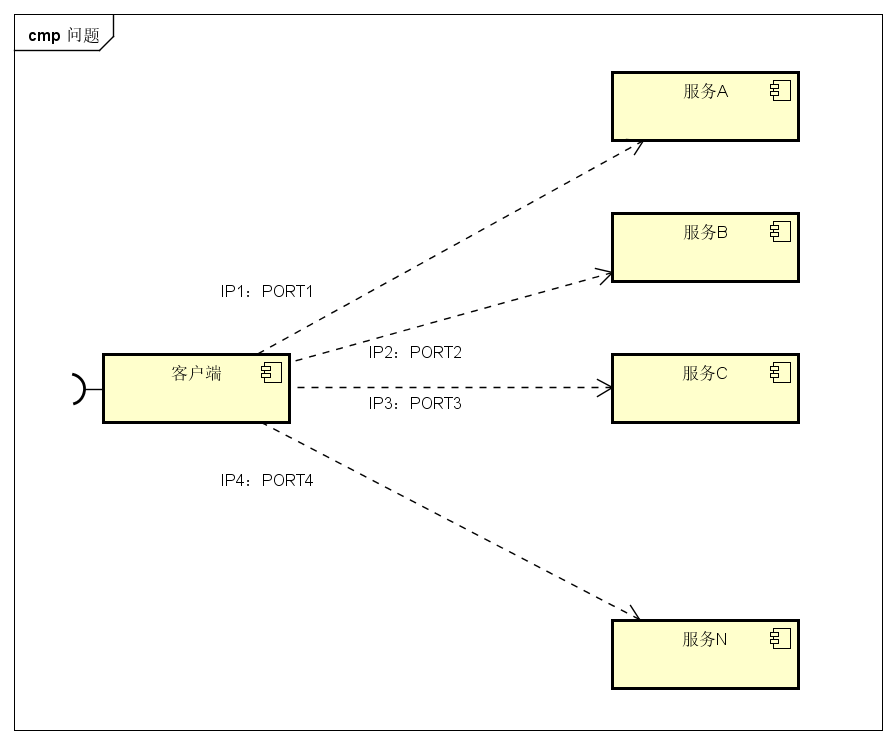 cmp 问题
服务A
服务B
IP1：PORT1
IP2：PORT2
客户端
服务C
IP3：PORT3
IP4：PORT4
服务N